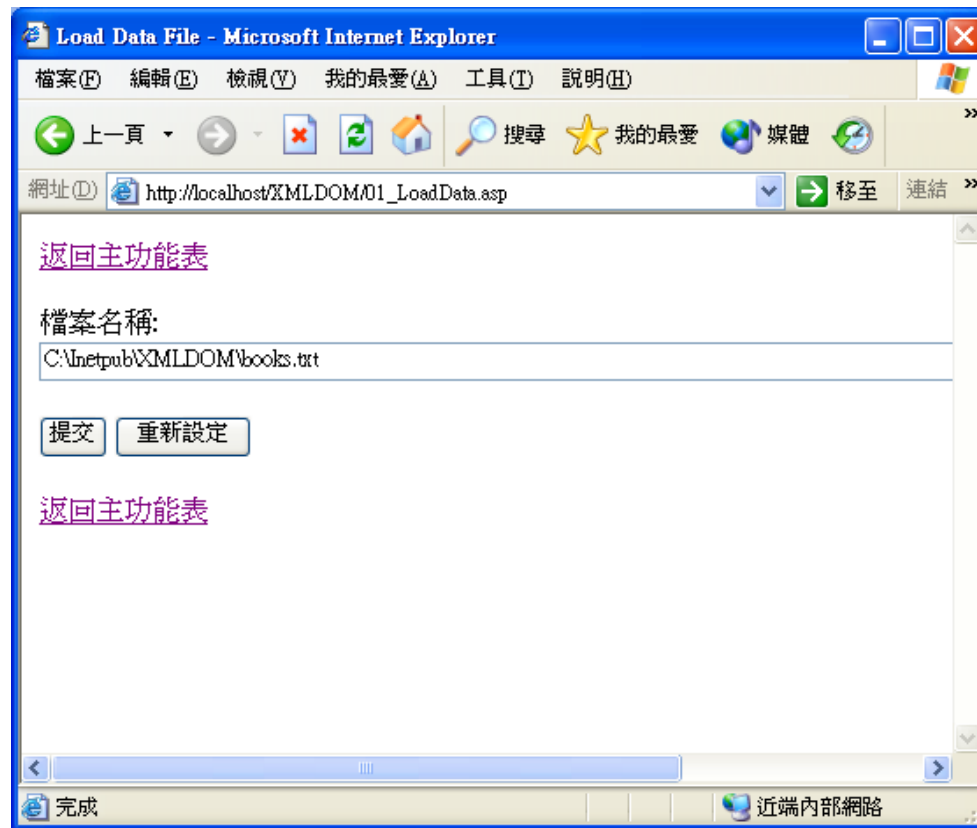 Load Data File - Microsoft Internet Explorer
檔案(F) 編輯(E) 檢視(V) 我的最愛(A) 工具(T) 說明(H)
上一頁 搜尋 我的最愛 媒體 »
網址(D) http://localhost/XMLDOM/01_LoadData.asp 移至 連結 »
返回主功能表
檔案名稱:
C:\Inetpub\XMLDOM\books.txt
提交 重新設定
返回主功能表
完成 近端內部網路